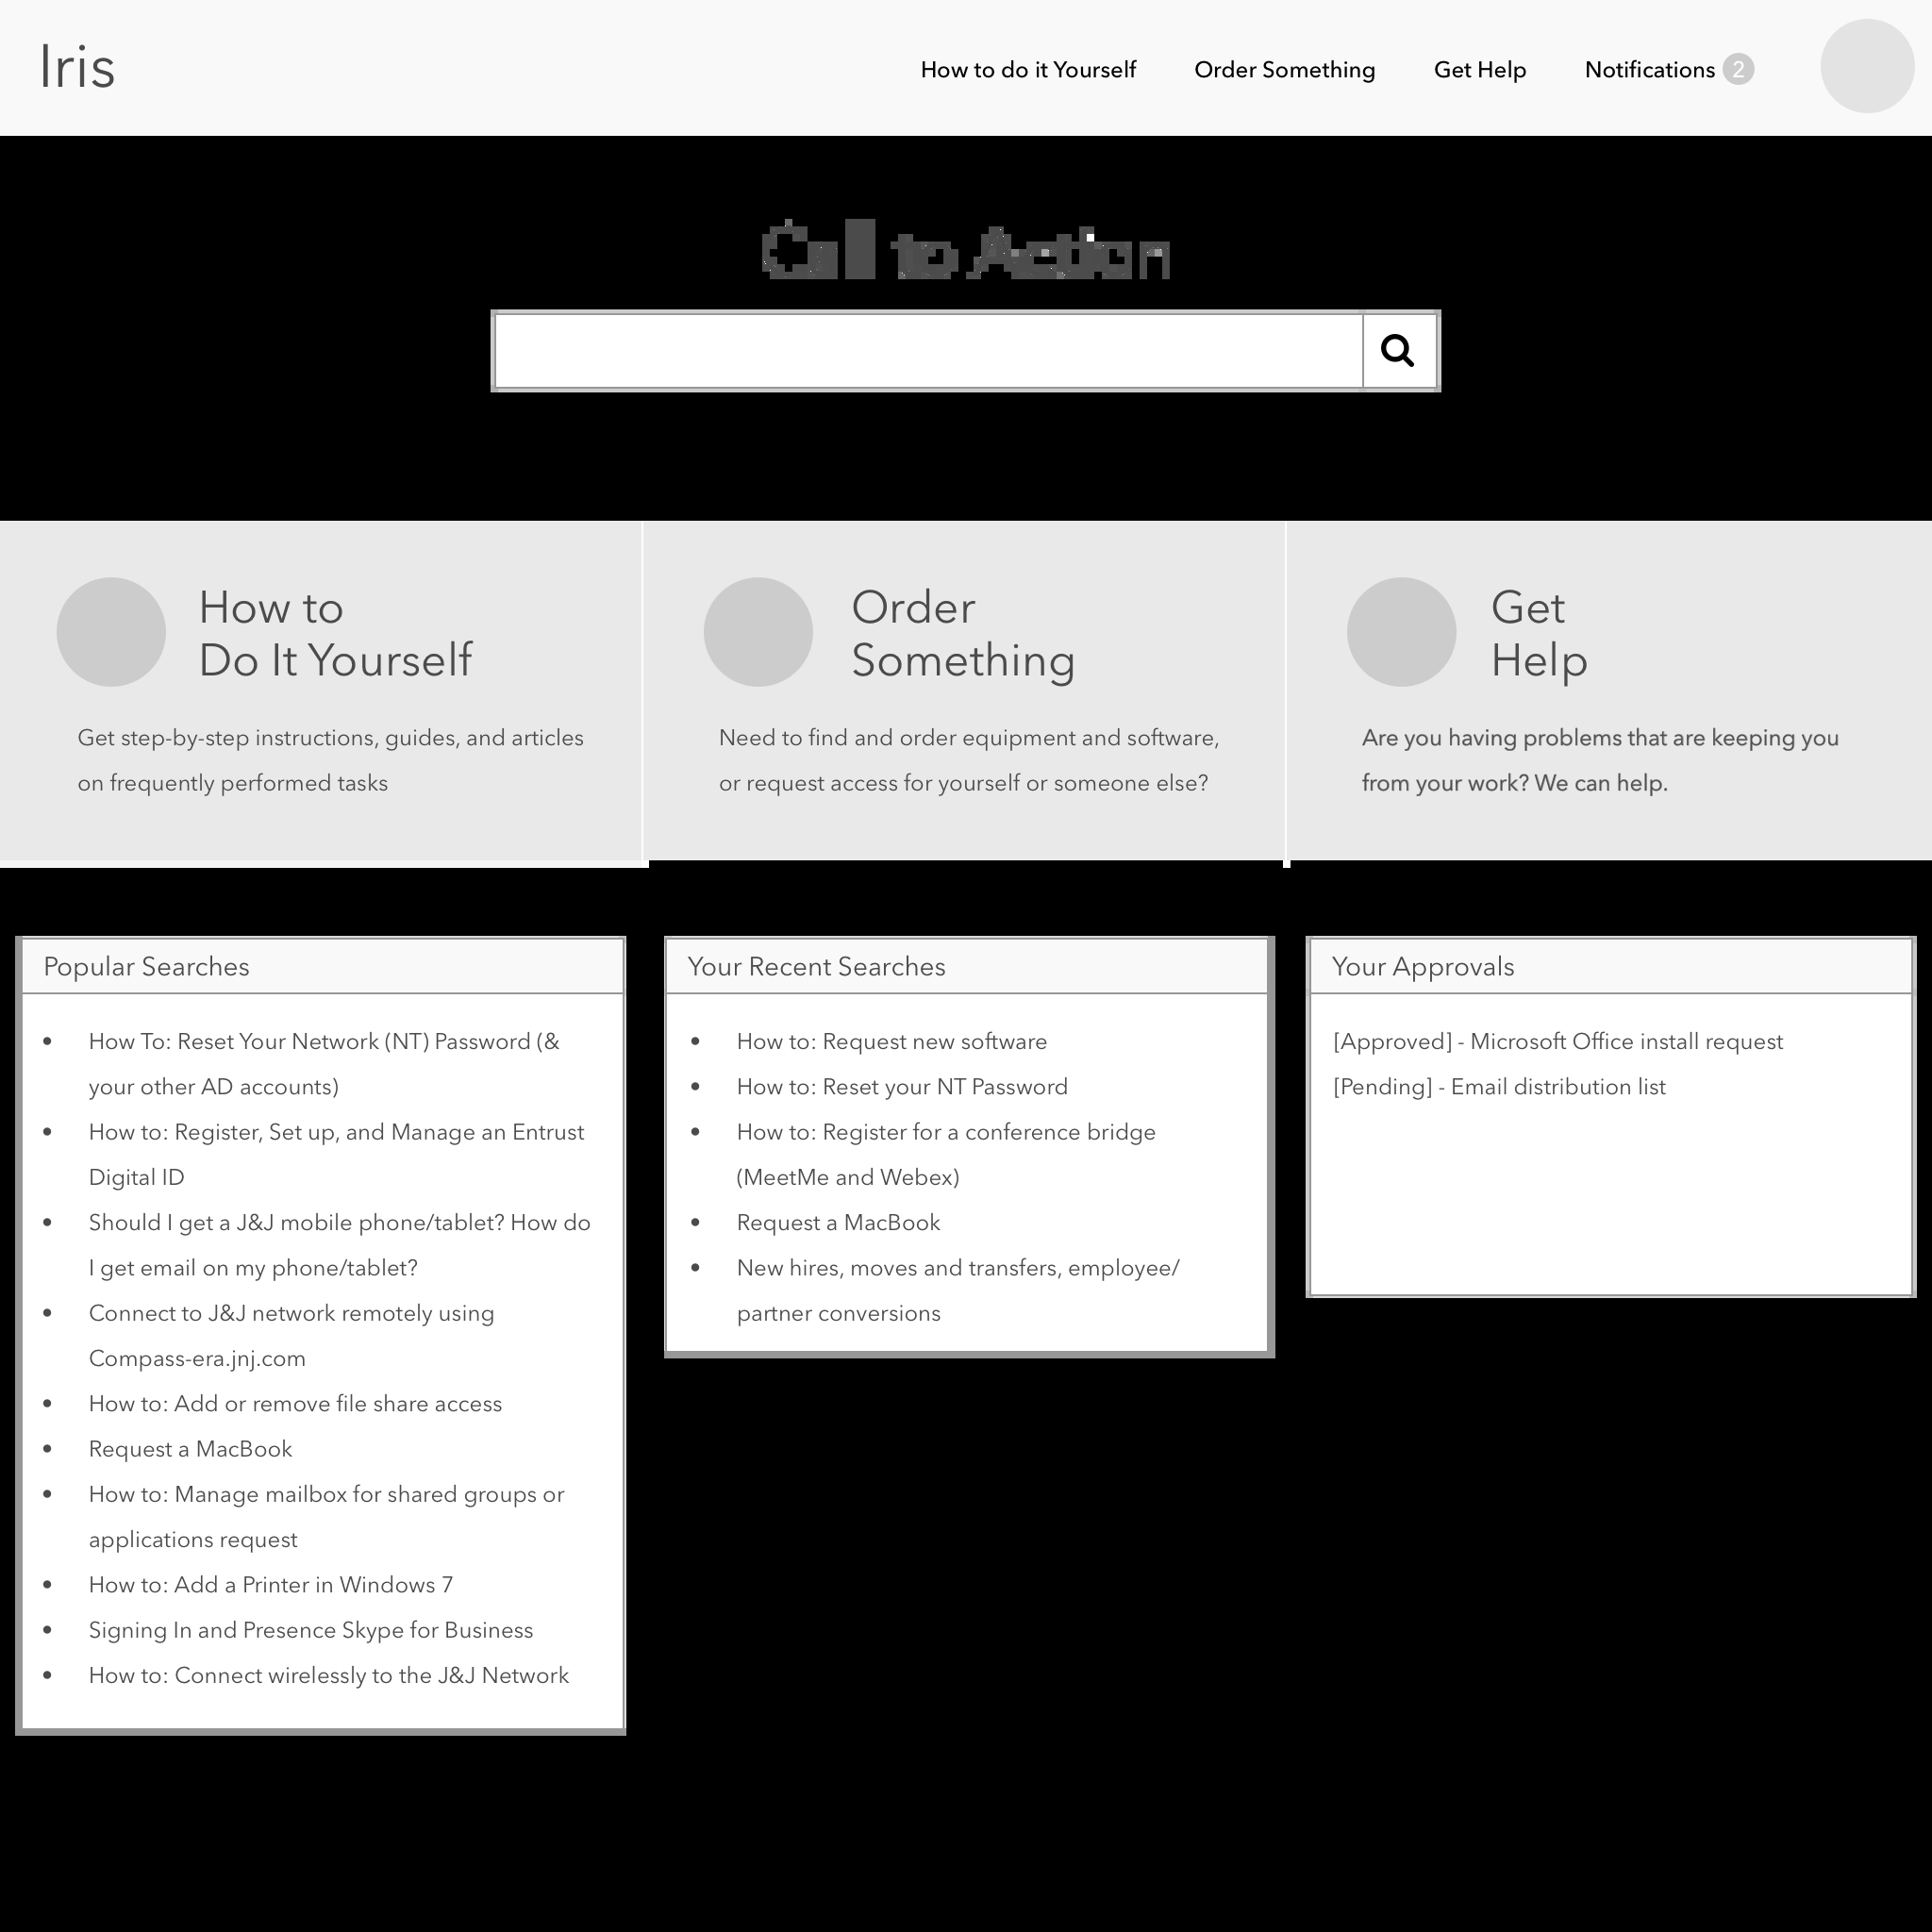 Iris
How to do it Yourself
Order Something
Get Help
Notifications 2
Call to Action
How to
Do It Yourself
Get step-by-step instructions, guides, and articles
on frequently performed tasks
Order
Something
Need to find and order equipment and software,
or request access for yourself or someone else?
Get
Help
Are you having problems that are keeping you
from your work? We can help.
Popular Searches
• How To: Reset Your Network (NT) Password (&
your other AD accounts)
• How to: Register, Set up, and Manage an Entrust
Digital ID
• Should I get a J&J mobile phone/tablet? How do
I get email on my phone/tablet?
• Connect to J&J network remotely using
Compass-era.jnj.com
• How to: Add or remove file share access
• Request a MacBook
• How to: Manage mailbox for shared groups or
applications request
• How to: Add a Printer in Windows 7
• Signing In and Presence Skype for Business
• How to: Connect wirelessly to the J&J Network
Your Recent Searches
• How to: Request new software
• How to: Reset your NT Password
• How to: Register for a conference bridge
(MeetMe and Webex)
• Request a MacBook
• New hires, moves and transfers, employee/
partner conversions
Your Approvals
[Approved] - Microsoft Office install request
[Pending] - Email distribution list